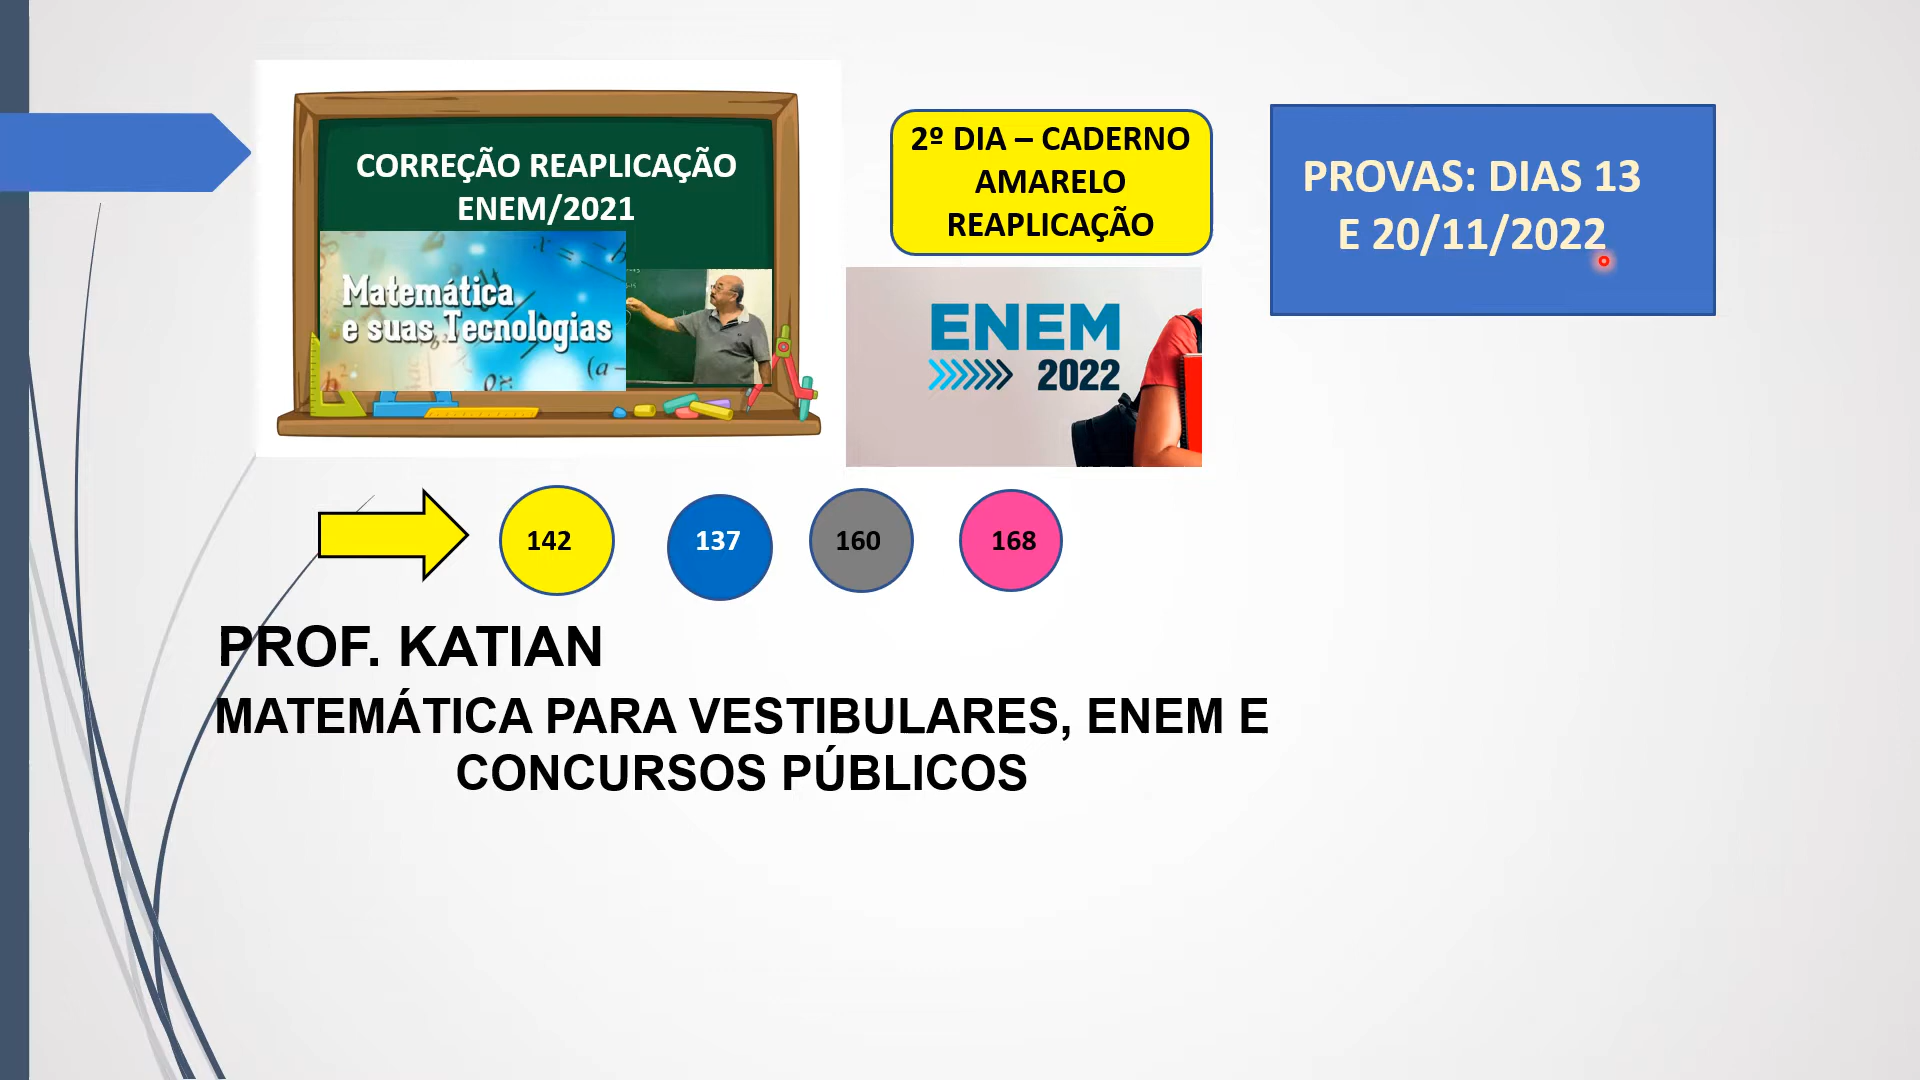 CORREÇÃO REAPLICAÇÃO
ENEM/2021
Matemática
e suas Tecnologias
2º DIA – CADERNO
AMARELO
REAPLICAÇÃO
ENEM
2022
PROVAS: DIAS 13
E 20/11/2022
142
137
160
168
PROF. KATIAN
MATEMÁTICA PARA VESTIBULARES, ENEM E
CONCURSOS PÚBLICOS